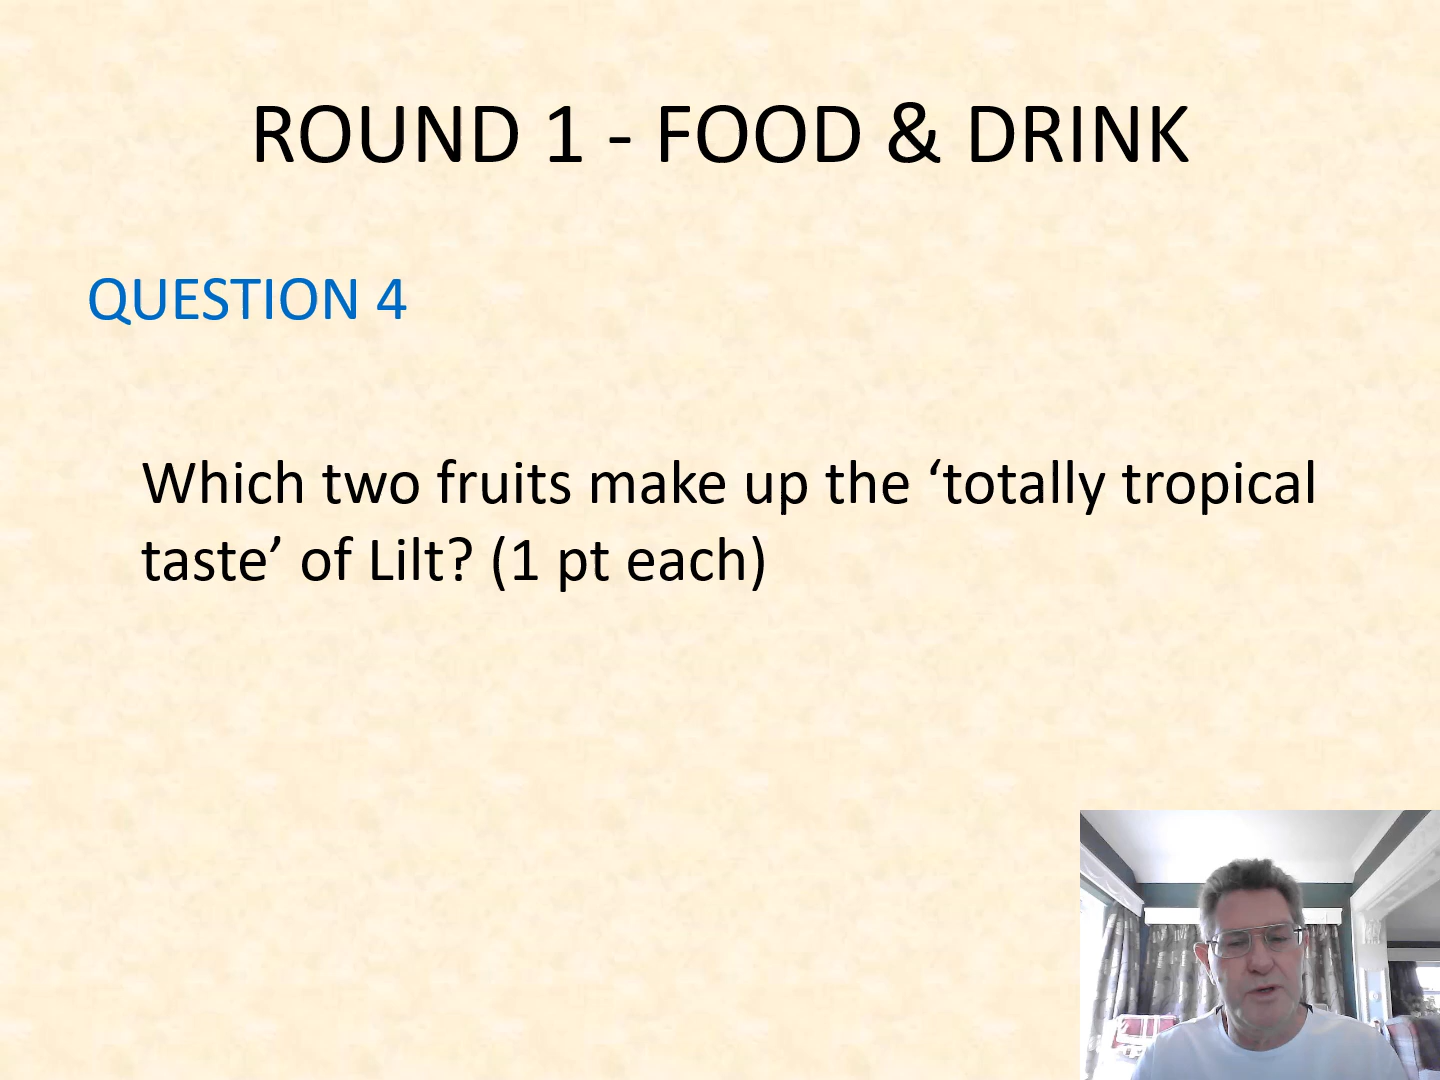 ROUND 1 - FOOD & DRINK
QUESTION 4
Which two fruits make up the ‘totally tropical
taste’ of Lilt? (1 pt each)